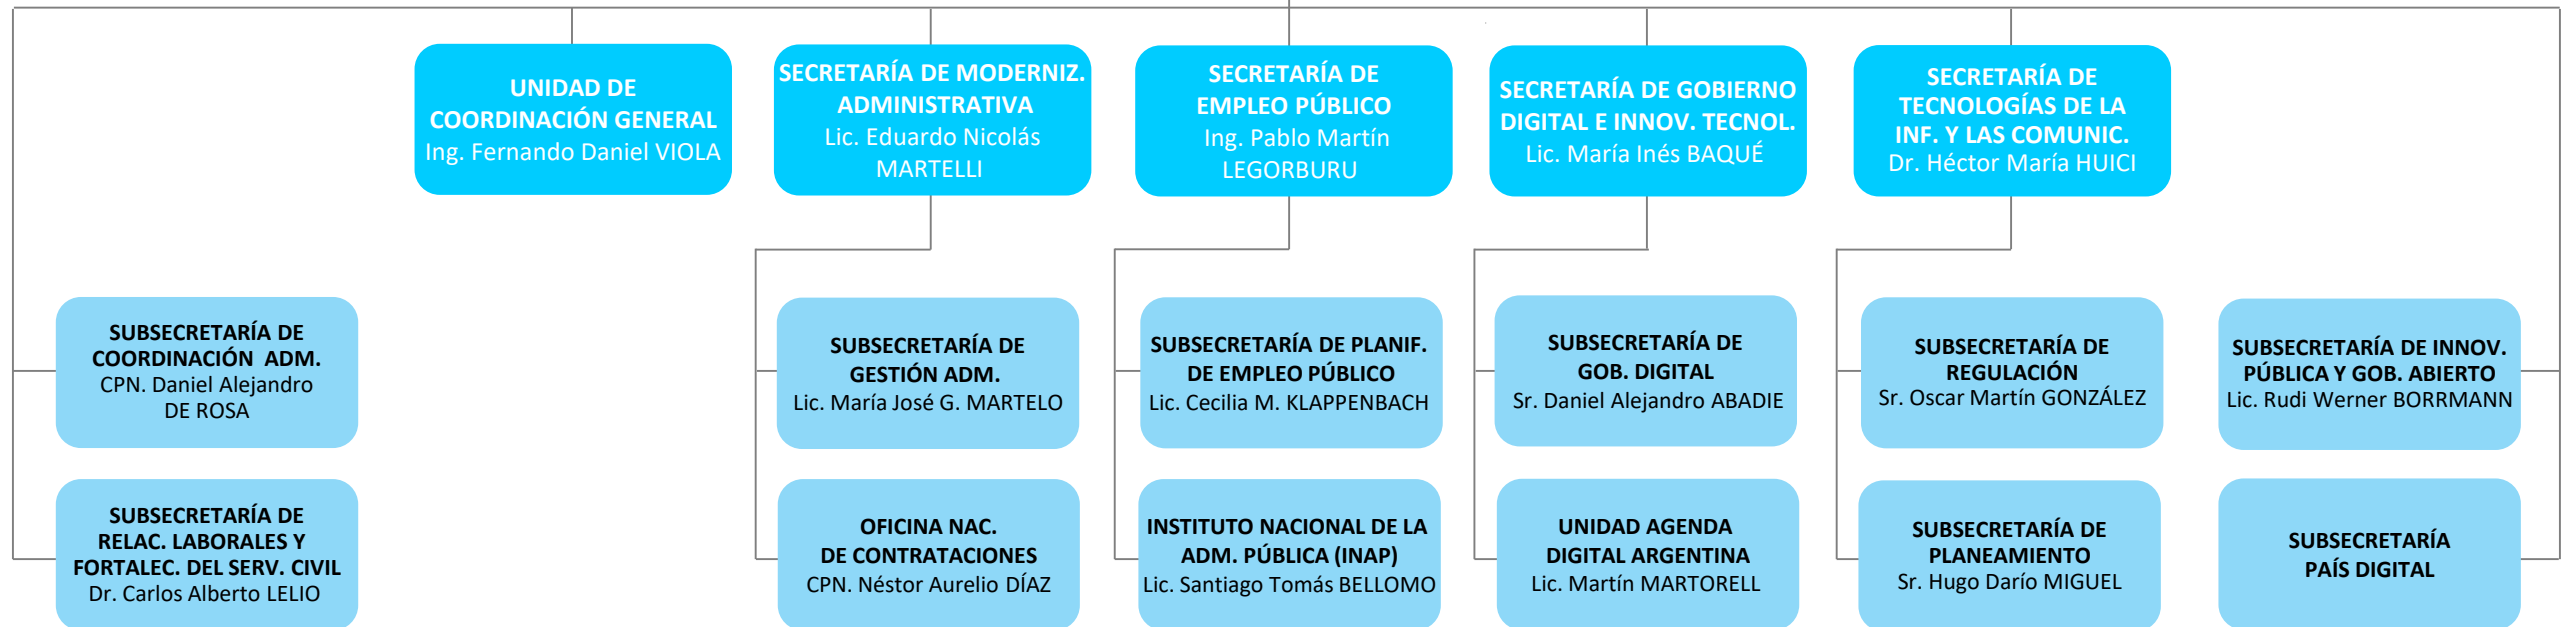 UNIDAD DE
COORDINACIÓN GENERAL
Ing. Fernando Daniel VIOLA
SECRETARÍA DE MODERNIZ.
ADMINISTRATIVA
Lic. Eduardo Nicolás
MARTELLI
SECRETARÍA DE
EMPLEO PÚBLICO
Ing. Pablo Martín
LEGORBURU
SECRETARÍA DE GOBIERNO
DIGITAL E INNOV. TECNOL.
Lic. María Inés BAQUÉ
SECRETARÍA DE
TECNOLOGÍAS DE LA
INF. Y LAS COMUNIC.
Dr. Héctor María HUICI
SUBSECRETARÍA DE
COORDINACIÓN ADM.
CPN. Daniel Alejandro
DE ROSA
SUBSECRETARÍA DE
GESTIÓN ADM.
Lic. María José G. MARTELO
SUBSECRETARÍA DE PLANIF.
DE EMPLEO PÚBLICO
Lic. Cecilia M. KLAPPENBACH
SUBSECRETARÍA DE
GOB. DIGITAL
Sr. Daniel Alejandro ABADIE
SUBSECRETARÍA DE
REGULACIÓN
Sr. Oscar Martín GONZÁLEZ
SUBSECRETARÍA DE INNOV.
PÚBLICA Y GOB. ABIERTO
Lic. Rudi Werner BORRMANN
SUBSECRETARÍA DE
RELAC. LABORALES Y
FORTALEC. DEL SERV. CIVIL
Dr. Carlos Alberto LELIO
OFICINA NAC.
DE CONTRATACIONES
CPN. Néstor Aurelio DÍAZ
INSTITUTO NACIONAL DE LA
ADM. PÚBLICA (INAP)
Lic. Santiago Tomás BELLOMO
UNIDAD AGENDA
DIGITAL ARGENTINA
Lic. Martín MARTORELL
SUBSECRETARÍA DE
PLANEAMIENTO
Sr. Hugo Darío MIGUEL
SUBSECRETARÍA
PAÍS DIGITAL